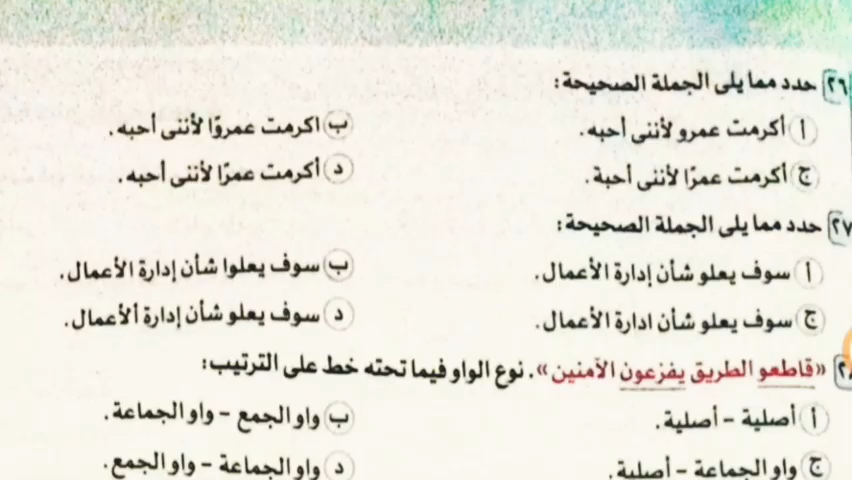 ٢٦ حدد مما يلى الجملة الصحيحة:
أ أكرمت عمرو لأننى أحبه. ب اكرمت عمروًا لأننى أحبه.
ج أكرمت عمرًا لأننى أحبة. د أكرمت عمرًا لأننى أحبه.
٢٧ حدد مما يلى الجملة الصحيحة:
أ سوف يعلو شأن إدارة الأعمال. ب سوف يعلوا شأن إدارة الأعمال.
ج سوف يعلو شأن ادارة الأعمال. د سوف يعلو شأن إدارة ألأعمال.
«قاطعو الطريق يفزعون الآمنين». نوع الواو فيما تحته خط على الترتيب:
أ أصلية - أصلية. ب واو الجمع - واو الجماعة.
ج واو الجماعة - أصلية. د واو الجماعة - واو الجمع.